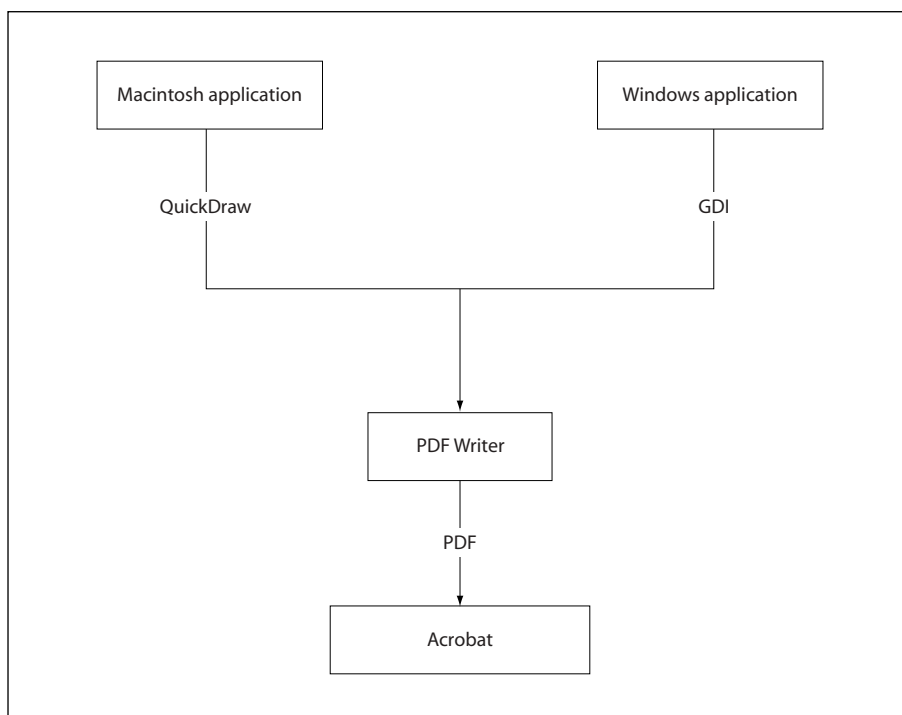 Macintosh application
Windows application
QuickDraw
GDI
PDF Writer
PDF
Acrobat